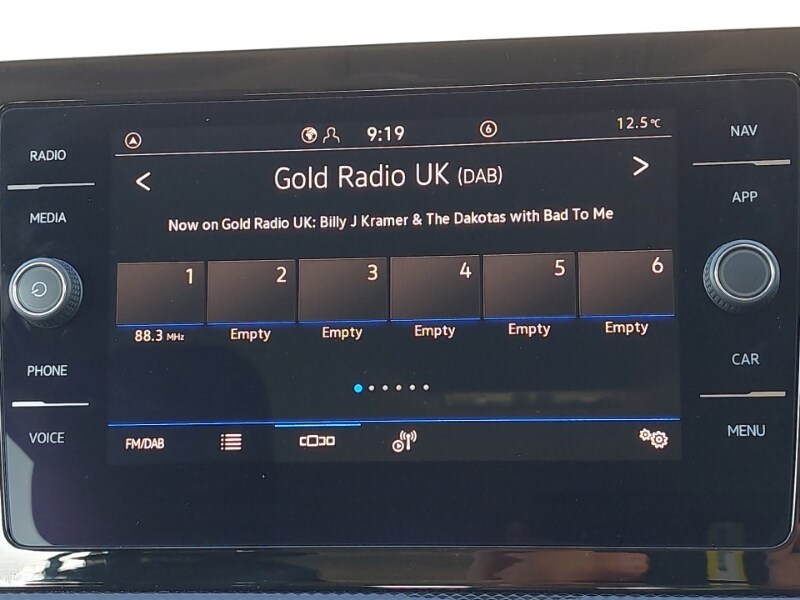 RADIO
MEDIA
PHONE
VOICE
9:19
6
12.5°C
< Gold Radio UK (DAB) >
Now on Gold Radio UK: Billy J Kramer & The Dakotas with Bad To Me
1 2 3 4 5 6
88.3 MHz Empty Empty Empty Empty Empty
FM/DAB
NAV
APP
CAR
MENU